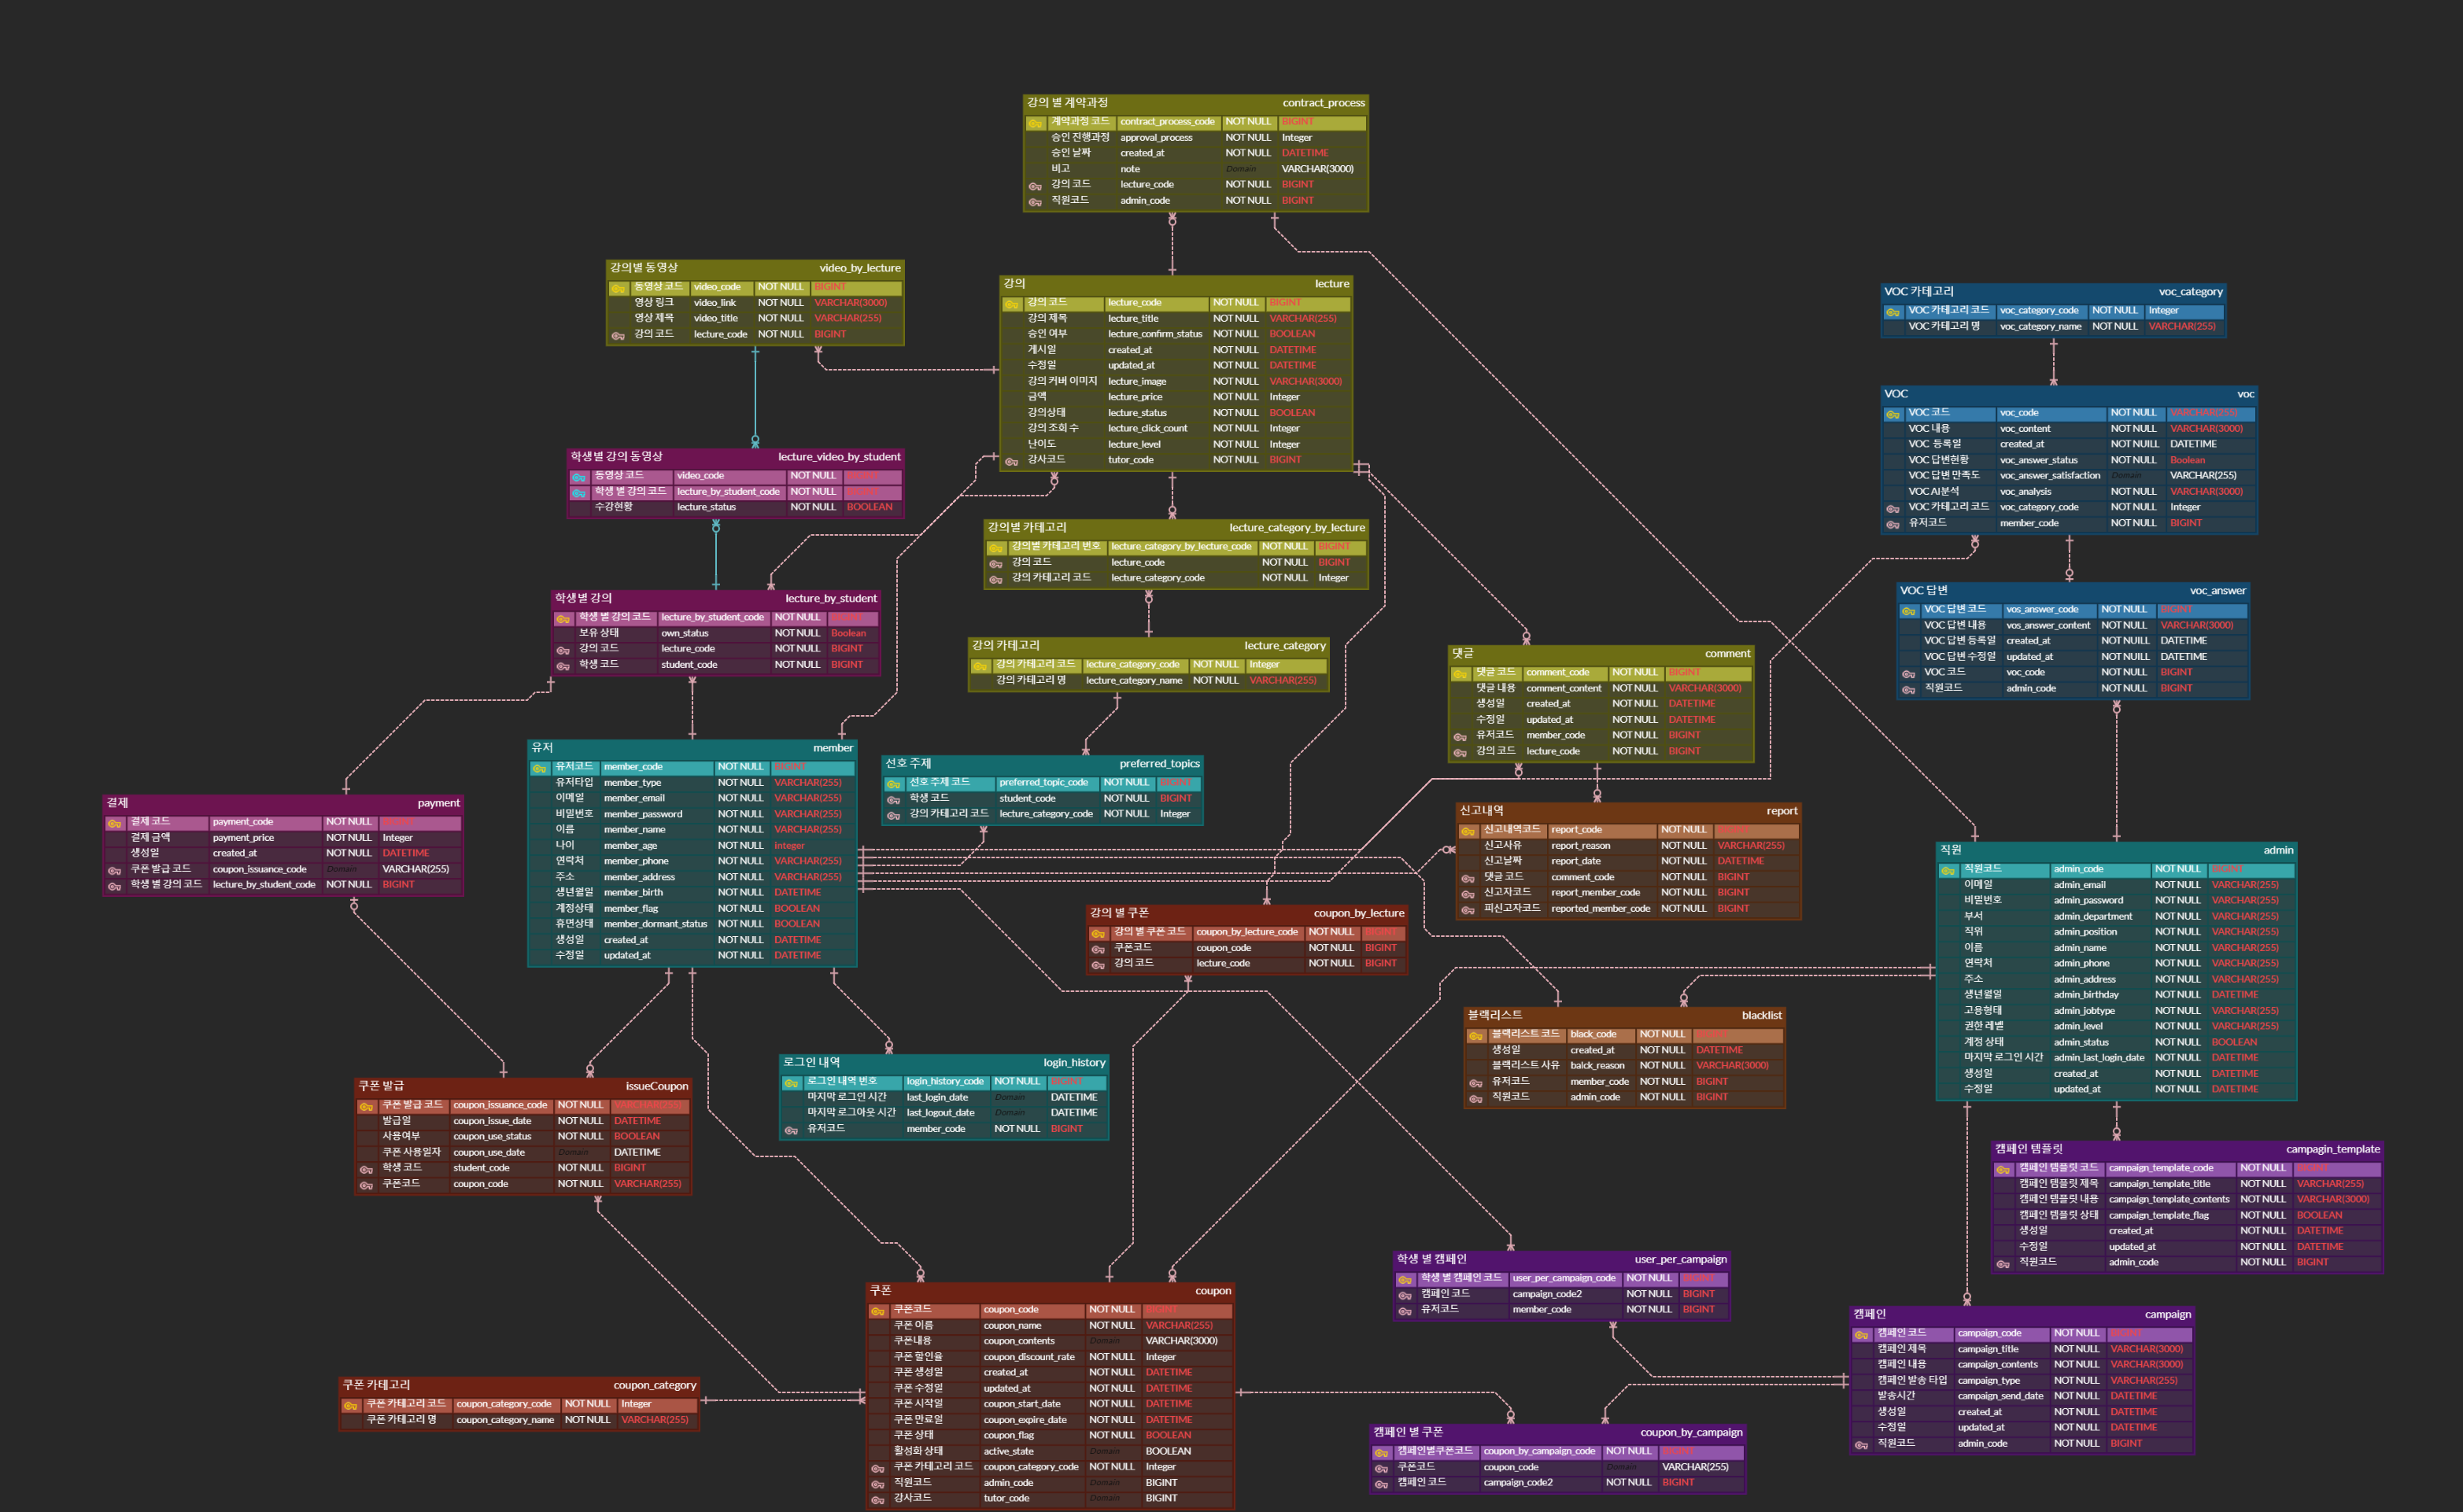 강의 별 계약과정 contract_process
계약과정 코드 contract_process_code NOT NULL BIGINT
승인 진행과정 approval_process NOT NULL Integer
승인 날짜 created_at NOT NULL DATETIME
비고 note Domain VARCHAR(3000)
강의 코드 lecture_code NOT NULL BIGINT
직원코드 admin_code NOT NULL BIGINT
강의별 동영상 video_by_lecture
동영상 코드 video_code NOT NULL BIGINT
영상 링크 video_link NOT NULL VARCHAR(3000)
영상 제목 video_title NOT NULL VARCHAR(255)
강의 코드 lecture_code NOT NULL BIGINT
강의 lecture
강의 코드 lecture_code NOT NULL BIGINT
강의 제목 lecture_title NOT NULL VARCHAR(255)
승인 여부 lecture_confirm_status NOT NULL BOOLEAN
게시일 created_at NOT NULL DATETIME
수정일 updated_at NOT NULL DATETIME
강의 커버 이미지 lecture_image NOT NULL VARCHAR(3000)
금액 lecture_price NOT NULL Integer
강의상태 lecture_status NOT NULL BOOLEAN
강의 조회 수 lecture_click_count NOT NULL Integer
난이도 lecture_level NOT NULL Integer
강사코드 tutor_code NOT NULL BIGINT
VOC 카테고리 voc_category
VOC 카테고리 코드 voc_category_code NOT NULL Integer
VOC 카테고리 명 voc_category_name NOT NULL VARCHAR(255)
VOC voc
VOC 코드 voc_code NOT NULL VARCHAR(255)
VOC 내용 voc_content NOT NULL VARCHAR(3000)
VOC 등록일 created_at NOT NUILL DATETIME
VOC 답변현황 voc_answer_status NOT NULL Boolean
VOC 답변 만족도 voc_answer_satisfaction Domain VARCHAR(255)
VOC AI분석 voc_analysis NOT NULL VARCHAR(3000)
VOC 카테고리 코드 voc_category_code NOT NULL Integer
유저코드 member_code NOT NULL BIGINT
학생별 강의 동영상 lecture_video_by_student
동영상 코드 video_code NOT NULL BIGINT
학생 별 강의 코드 lecture_by_student_code NOT NULL BIGINT
수강현황 lecture_status NOT NULL BOOLEAN
강의별 카테고리 lecture_category_by_lecture
강의별 카테고리 번호 lecture_category_by_lecture_code NOT NULL BIGINT
강의 코드 lecture_code NOT NULL BIGINT
강의 카테고리 코드 lecture_category_code NOT NULL Integer
VOC 답변 voc_answer
VOC 답변 코드 vos_answer_code NOT NULL BIGINT
VOC 답변 내용 vos_answer_content NOT NULL VARCHAR(3000)
VOC 답변 등록일 created_at NOT NUILL DATETIME
VOC 답변 수정일 updated_at NOT NUILL DATETIME
VOC 코드 voc_code NOT NULL BIGINT
직원코드 admin_code NOT NULL BIGINT
학생별 강의 lecture_by_student
학생 별 강의 코드 lecture_by_student_code NOT NULL BIGINT
보유 상태 own_status NOT NULL Boolean
강의 코드 lecture_code NOT NULL BIGINT
학생 코드 student_code NOT NULL BIGINT
강의 카테고리 lecture_category
강의 카테고리 코드 lecture_category_code NOT NULL Integer
강의 카테고리 명 lecture_category_name NOT NULL VARCHAR(255)
댓글 comment
댓글 코드 comment_code NOT NULL BIGINT
댓글 내용 comment_content NOT NULL VARCHAR(3000)
생성일 created_at NOT NULL DATETIME
수정일 updated_at NOT NULL DATETIME
유저코드 member_code NOT NULL BIGINT
강의 코드 lecture_code NOT NULL BIGINT
유저 member
유저코드 member_code NOT NULL BIGINT
유저타입 member_type NOT NULL VARCHAR(255)
이메일 member_email NOT NULL VARCHAR(255)
비밀번호 member_password NOT NULL VARCHAR(255)
이름 member_name NOT NULL VARCHAR(255)
나이 member_age NOT NULL integer
연락처 member_phone NOT NULL VARCHAR(255)
주소 member_address NOT NULL VARCHAR(255)
생년월일 member_birth NOT NULL DATETIME
계정상태 member_flag NOT NULL BOOLEAN
휴면상태 member_dormant_status NOT NULL BOOLEAN
생성일 created_at NOT NULL DATETIME
수정일 updated_at NOT NULL DATETIME
선호 주제 preferred_topics
선호 주제 코드 preferred_topic_code NOT NULL BIGINT
학생 코드 student_code NOT NULL BIGINT
강의 카테고리 코드 lecture_category_code NOT NULL Integer
결제 payment
결제 코드 payment_code NOT NULL BIGINT
결제 금액 payment_price NOT NULL Integer
생성일 created_at NOT NULL DATETIME
쿠폰 발급 코드 coupon_issuance_code Domain VARCHAR(255)
학생 별 강의 코드 lecture_by_student_code NOT NULL BIGINT
신고내역 report
신고내역코드 report_code NOT NULL BIGINT
신고사유 report_reason NOT NULL VARCHAR(255)
신고날짜 report_date NOT NULL DATETIME
댓글 코드 comment_code NOT NULL BIGINT
신고자코드 report_member_code NOT NULL BIGINT
피신고자코드 reported_member_code NOT NULL BIGINT
직원 admin
직원코드 admin_code NOT NULL BIGINT
이메일 admin_email NOT NULL VARCHAR(255)
비밀번호 admin_password NOT NULL VARCHAR(255)
부서 admin_department NOT NULL VARCHAR(255)
직위 admin_position NOT NULL VARCHAR(255)
이름 admin_name NOT NULL VARCHAR(255)
연락처 admin_phone NOT NULL VARCHAR(255)
주소 admin_address NOT NULL VARCHAR(255)
생년월일 admin_birthday NOT NULL DATETIME
고용형태 admin_jobtype NOT NULL VARCHAR(255)
권한 레벨 admin_level NOT NULL VARCHAR(255)
계정 상태 admin_status NOT NULL BOOLEAN
마지막 로그인 시간 admin_last_login_date NOT NULL DATETIME
생성일 created_at NOT NULL DATETIME
수정일 updated_at NOT NULL DATETIME
강의 별 쿠폰 coupon_by_lecture
강의 별 쿠폰 코드 coupon_by_lecture_code NOT NULL BIGINT
쿠폰코드 coupon_code NOT NULL BIGINT
강의 코드 lecture_code NOT NULL BIGINT
블랙리스트 blacklist
블랙리스트 코드 black_code NOT NULL BIGINT
생성일 created_at NOT NULL DATETIME
블랙리스트 사유 balck_reason NOT NULL VARCHAR(3000)
유저코드 member_code NOT NULL BIGINT
직원코드 admin_code NOT NULL BIGINT
로그인 내역 login_history
로그인 내역 번호 login_history_code NOT NULL BIGINT
마지막 로그인 시간 last_login_date Domain DATETIME
마지막 로그아웃 시간 last_logout_date Domain DATETIME
유저코드 member_code NOT NULL BIGINT
쿠폰 발급 issueCoupon
쿠폰 발급 코드 coupon_issuance_code NOT NULL VARCHAR(255)
발급일 coupon_issue_date NOT NULL DATETIME
사용여부 coupon_use_status NOT NULL BOOLEAN
쿠폰 사용일자 coupon_use_date Domain DATETIME
학생 코드 student_code NOT NULL BIGINT
쿠폰코드 coupon_code NOT NULL VARCHAR(255)
캠페인 템플릿 campagin_template
캠페인 템플릿 코드 campaign_template_code NOT NULL BIGINT
캠페인 템플릿 제목 campaign_template_title NOT NULL VARCHAR(255)
캠페인 템플릿 내용 campaign_template_contents NOT NULL VARCHAR(3000)
캠페인 템플릿 상태 campaign_template_flag NOT NULL BOOLEAN
생성일 created_at NOT NULL DATETIME
수정일 updated_at NOT NULL DATETIME
직원코드 admin_code NOT NULL BIGINT
학생 별 캠페인 user_per_campaign
학생 별 캠페인 코드 user_per_campaign_code NOT NULL BIGINT
캠페인 코드 campaign_code2 NOT NULL BIGINT
유저코드 member_code NOT NULL BIGINT
쿠폰 coupon
쿠폰코드 coupon_code NOT NULL BIGINT
쿠폰 이름 coupon_name NOT NULL VARCHAR(255)
쿠폰내용 coupon_contents Domain VARCHAR(3000)
쿠폰 할인율 coupon_discount_rate NOT NULL Integer
쿠폰 생성일 created_at NOT NULL DATETIME
쿠폰 수정일 updated_at NOT NULL DATETIME
쿠폰 시작일 coupon_start_date NOT NULL DATETIME
쿠폰 만료일 coupon_expire_date NOT NULL DATETIME
쿠폰 상태 coupon_flag NOT NULL BOOLEAN
활성화 상태 active_state Domain BOOLEAN
쿠폰 카테고리 코드 coupon_category_code NOT NULL Integer
직원코드 admin_code Domain BIGINT
강사코드 tutor_code Domain BIGINT
캠페인 campaign
캠페인 코드 campaign_code NOT NULL BIGINT
캠페인 제목 campaign_title NOT NULL VARCHAR(3000)
캠페인 내용 campaign_contents NOT NULL VARCHAR(3000)
캠페인 발송 타입 campaign_type NOT NULL VARCHAR(255)
발송시간 campaign_send_date NOT NULL DATETIME
생성일 created_at NOT NULL DATETIME
수정일 updated_at NOT NULL DATETIME
직원코드 admin_code NOT NULL BIGINT
쿠폰 카테고리 coupon_category
쿠폰 카테고리 코드 coupon_category_code NOT NULL Integer
쿠폰 카테고리 명 coupon_category_name NOT NULL VARCHAR(255)
캠페인 별 쿠폰 coupon_by_campaign
캠페인별쿠폰코드 coupon_by_campaign_code NOT NULL BIGINT
쿠폰코드 coupon_code Domain VARCHAR(255)
캠페인 코드 campaign_code2 NOT NULL BIGINT